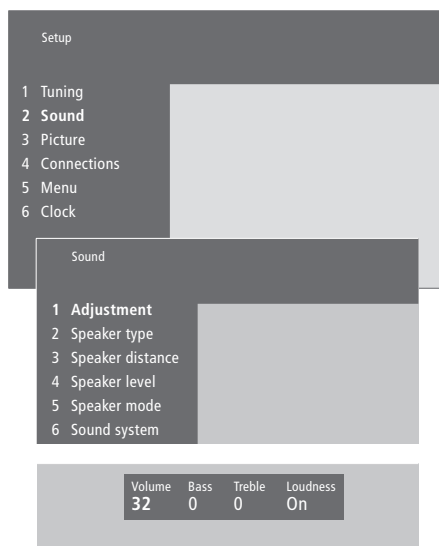 Setup
1 Tuning
2 Sound
3 Picture
4 Connections
5 Menu
6 Clock
Sound
1 Adjustment
2 Speaker type
3 Speaker distance
4 Speaker level
5 Speaker mode
6 Sound system
Volume Bass Treble Loudness
32 0 0 On